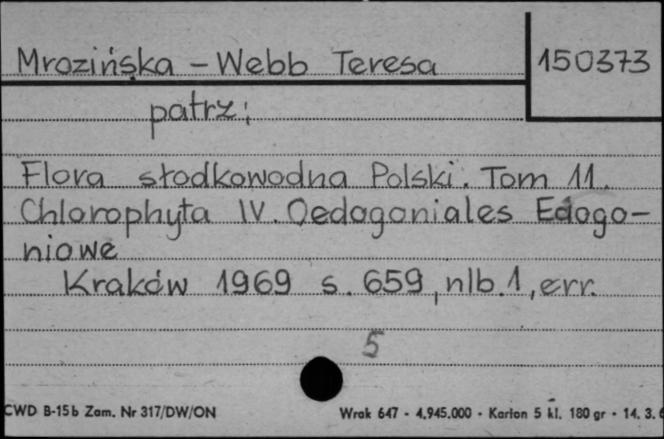 Mrozińska - Webb Teresa
150373
patrz:
Flora słodkowodna Polski. Tom 11.
Chlorophyta IV. Oedogoniales Edogo-
niowe
Kraków 1969 s. 659, nlb. 1, err.
5
CWD B-15b Zam. Nr 317/DW/ON
Wrak 647 - 4.945.000 - Karton 5 kl. 180 gr - 14. 3.